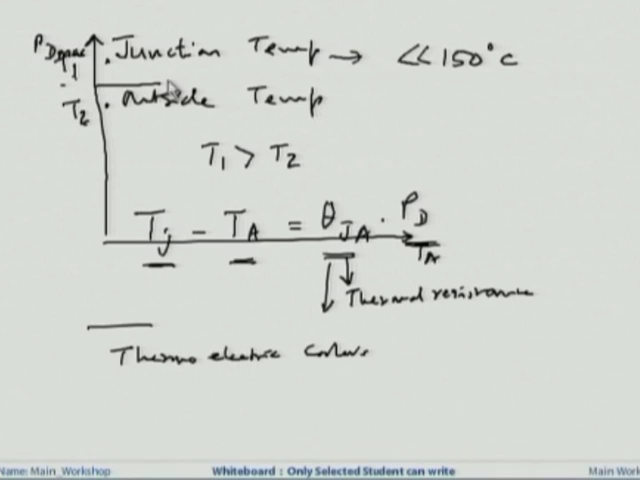 P_Dmax
T1 . Junction Temp → << 150°C
T2 . outside Temp
T1 > T2
Tj - TA = θJA . PD
TA
Thermal resistance
Thermo electric coolers
Name: Main_Workshop
Whiteboard : Only Selected Student can write
Main Work